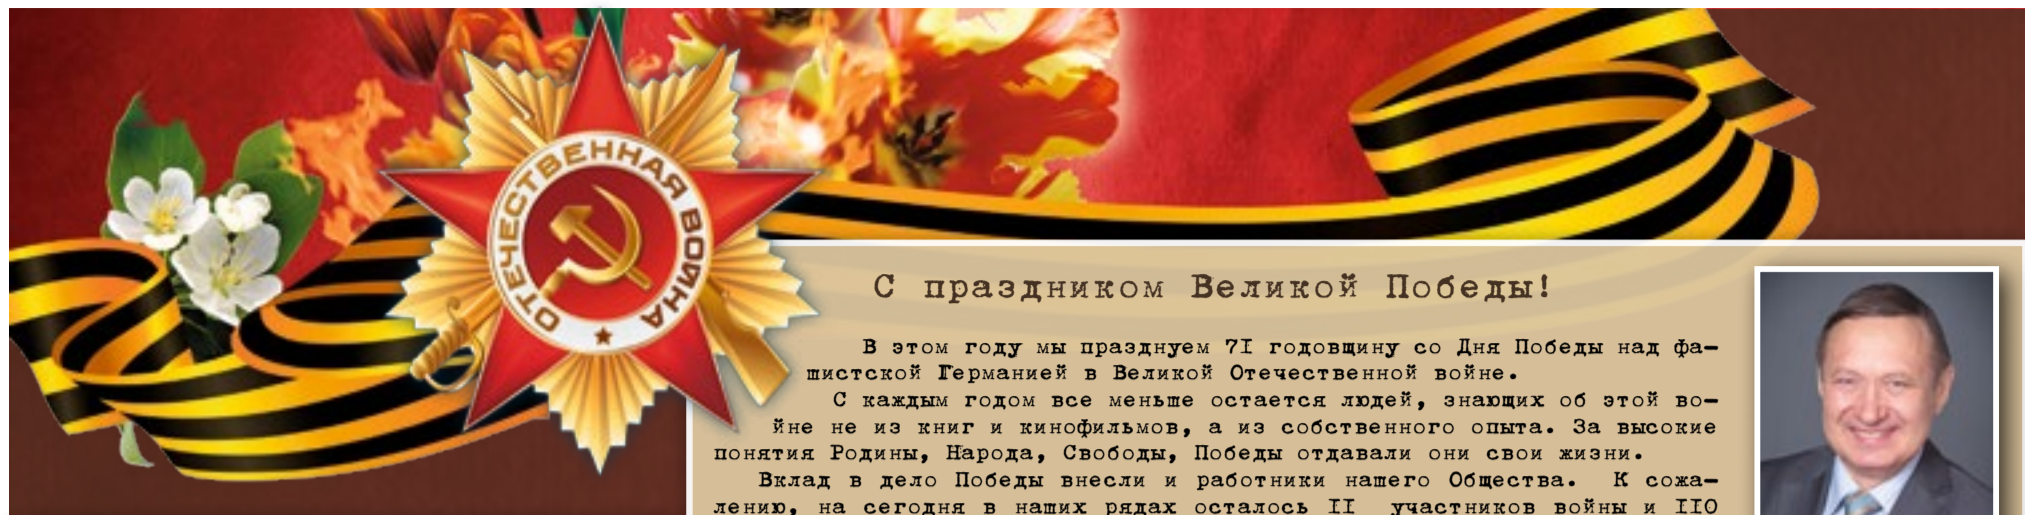 ОТЕЧЕСТВЕННАЯ ВОЙНА
С праздником Великой Победы!
В этом году мы празднуем 7I годовщину со Дня Победы над фа-
шистской Германией в Великой Отечественной войне.
С каждым годом все меньше остается людей, знающих об этой во-
йне не из книг и кинофильмов, а из собственного опыта. За высокие
понятия Родины, Народа, Свободы, Победы отдавали они свои жизни.
Вклад в дело Победы внесли и работники нашего Общества. К сожа-
лению, на сегодня в наших рядах осталось II участников войны и IIO